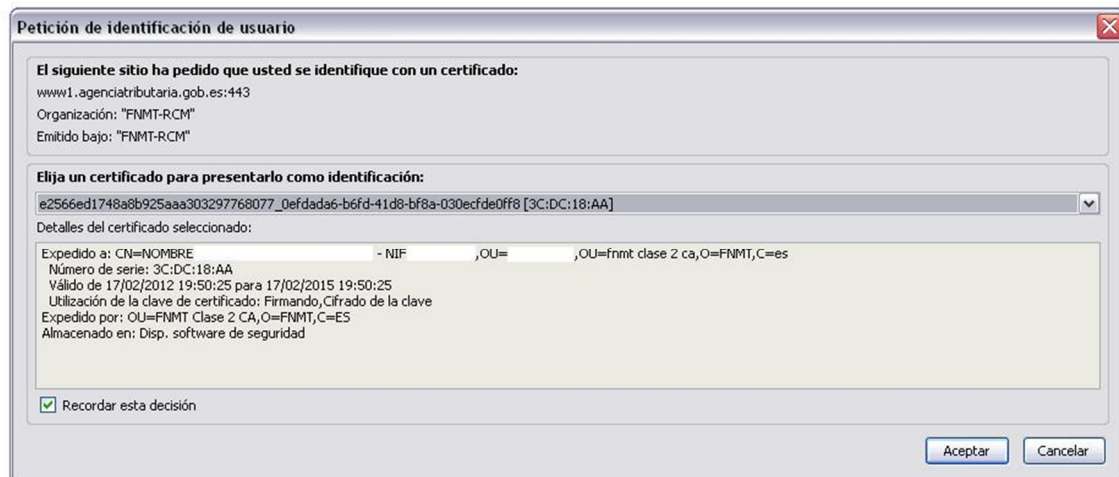 Petición de identificación de usuario
El siguiente sitio ha pedido que usted se identifique con un certificado:
www1.agenciatributaria.gob.es:443
Organización: "FNMT-RCM"
Emitido bajo: "FNMT-RCM"
Elija un certificado para presentarlo como identificación:
e2566ed1748a8b925aaa303297768077_0efdada6-b6fd-41d8-bf8a-030ecfde0ff8 [3C:DC:18:AA]
Detalles del certificado seleccionado:
Expedido a: CN=NOMBRE - NIF ,OU= ,OU=fnmt clase 2 ca,O=FNMT,C=es
Número de serie: 3C:DC:18:AA
Válido de 17/02/2012 19:50:25 para 17/02/2015 19:50:25
Utilización de la clave de certificado: Firmando,Cifrado de la clave
Expedido por: OU=FNMT Clase 2 CA,O=FNMT,C=ES
Almacenado en: Disp. software de seguridad
Recordar esta decisión
Aceptar Cancelar